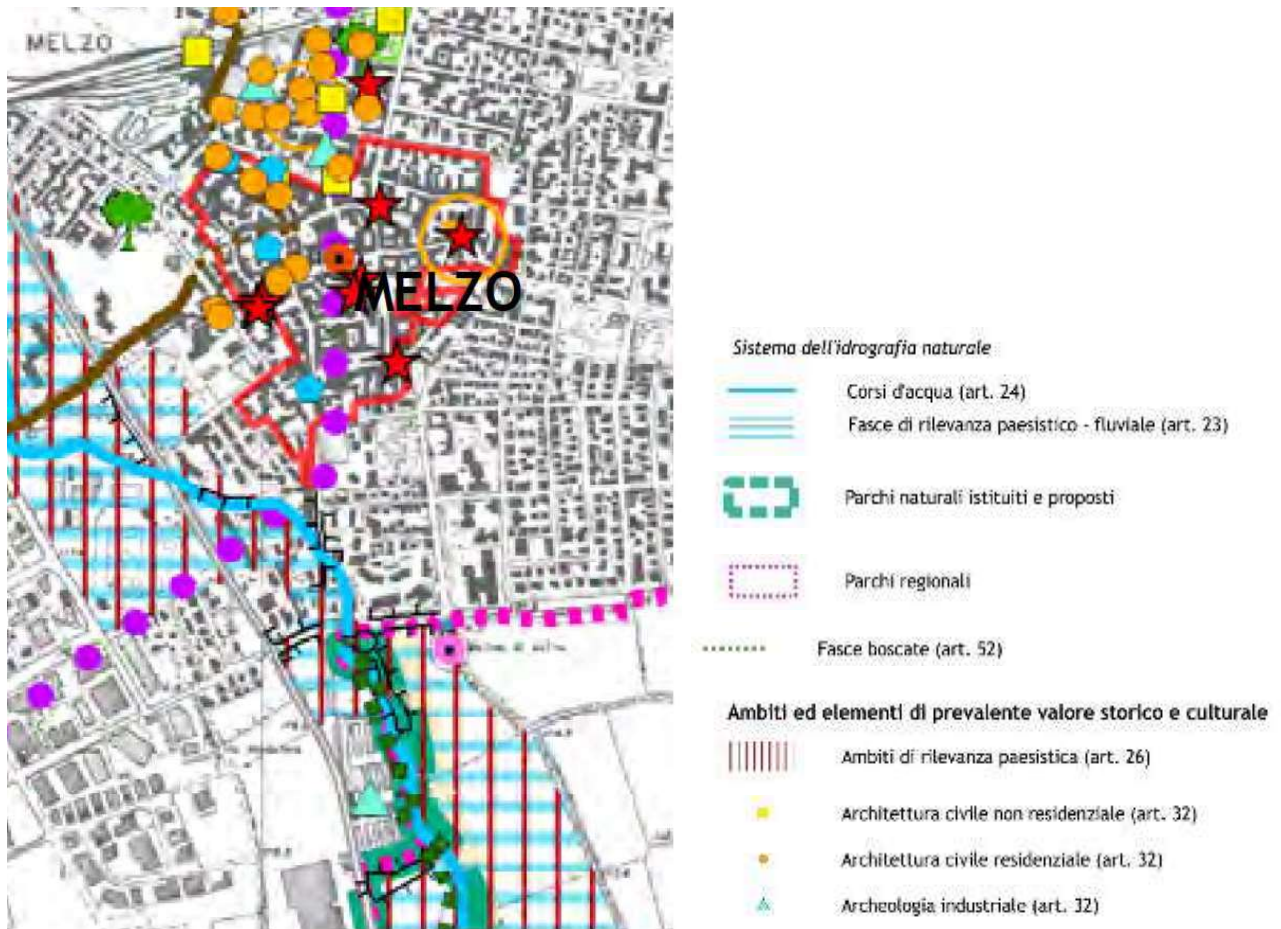 MELZO
MELZO
Sistema dell'idrografia naturale
Corsi d'acqua (art. 24)
Fasce di rilevanza paesistico - fluviale (art. 23)
Parchi naturali istituiti e proposti
Parchi regionali
Fasce boscate (art. 52)
Ambiti ed elementi di prevalente valore storico e culturale
Ambiti di rilevanza paesistica (art. 26)
Architettura civile non residenziale (art. 32)
Architettura civile residenziale (art. 32)
Archeologia industriale (art. 32)